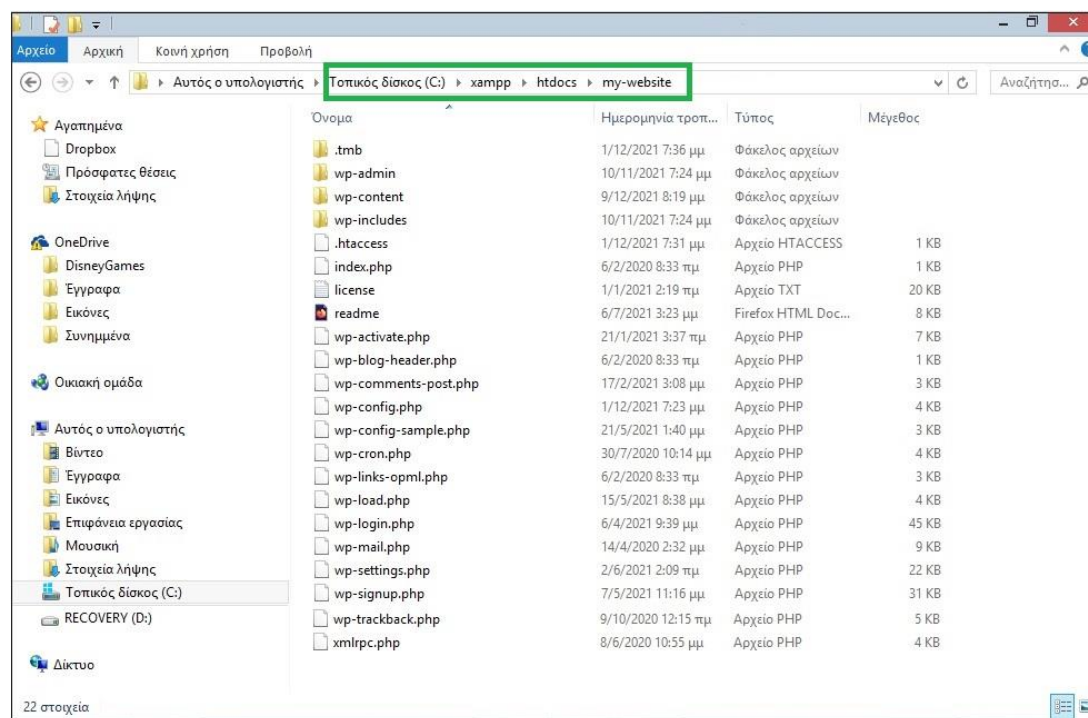 Αρχείο Αρχική Κοινή χρήση Προβολή
Αυτός ο υπολογιστής Τοπικός δίσκος (C:) xampp htdocs my-website Αναζήτησ...
Αγαπημένα
Dropbox
Πρόσφατες θέσεις
Στοιχεία λήψης
OneDrive
DisneyGames
Έγγραφα
Εικόνες
Συνημμένα
Οικιακή ομάδα
Αυτός ο υπολογιστής
Βίντεο
Έγγραφα
Εικόνες
Επιφάνεια εργασίας
Μουσική
Στοιχεία λήψης
Τοπικός δίσκος (C:)
RECOVERY (D:)
Δίκτυο
Όνομα Ημερομηνία τροπ... Τύπος Μέγεθος
.tmb 1/12/2021 7:36 μμ Φάκελος αρχείων
wp-admin 10/11/2021 7:24 μμ Φάκελος αρχείων
wp-content 9/12/2021 8:19 μμ Φάκελος αρχείων
wp-includes 10/11/2021 7:24 μμ Φάκελος αρχείων
.htaccess 1/12/2021 7:31 μμ Αρχείο HTACCESS 1 KB
index.php 6/2/2020 8:33 πμ Αρχείο PHP 1 KB
license 1/1/2021 2:19 πμ Αρχείο TXT 20 KB
readme 6/7/2021 3:23 μμ Firefox HTML Doc... 8 KB
wp-activate.php 21/1/2021 3:37 πμ Αρχείο PHP 7 KB
wp-blog-header.php 6/2/2020 8:33 πμ Αρχείο PHP 1 KB
wp-comments-post.php 17/2/2021 3:08 μμ Αρχείο PHP 3 KB
wp-config.php 1/12/2021 7:23 μμ Αρχείο PHP 4 KB
wp-config-sample.php 21/5/2021 1:40 μμ Αρχείο PHP 3 KB
wp-cron.php 30/7/2020 10:14 μμ Αρχείο PHP 4 KB
wp-links-opml.php 6/2/2020 8:33 πμ Αρχείο PHP 3 KB
wp-load.php 15/5/2021 8:38 μμ Αρχείο PHP 4 KB
wp-login.php 6/4/2021 9:39 μμ Αρχείο PHP 45 KB
wp-mail.php 14/4/2020 2:32 μμ Αρχείο PHP 9 KB
wp-settings.php 2/6/2021 2:09 πμ Αρχείο PHP 22 KB
wp-signup.php 7/5/2021 11:16 μμ Αρχείο PHP 31 KB
wp-trackback.php 9/10/2020 12:15 πμ Αρχείο PHP 5 KB
xmlrpc.php 8/6/2020 10:55 μμ Αρχείο PHP 4 KB
22 στοιχεία